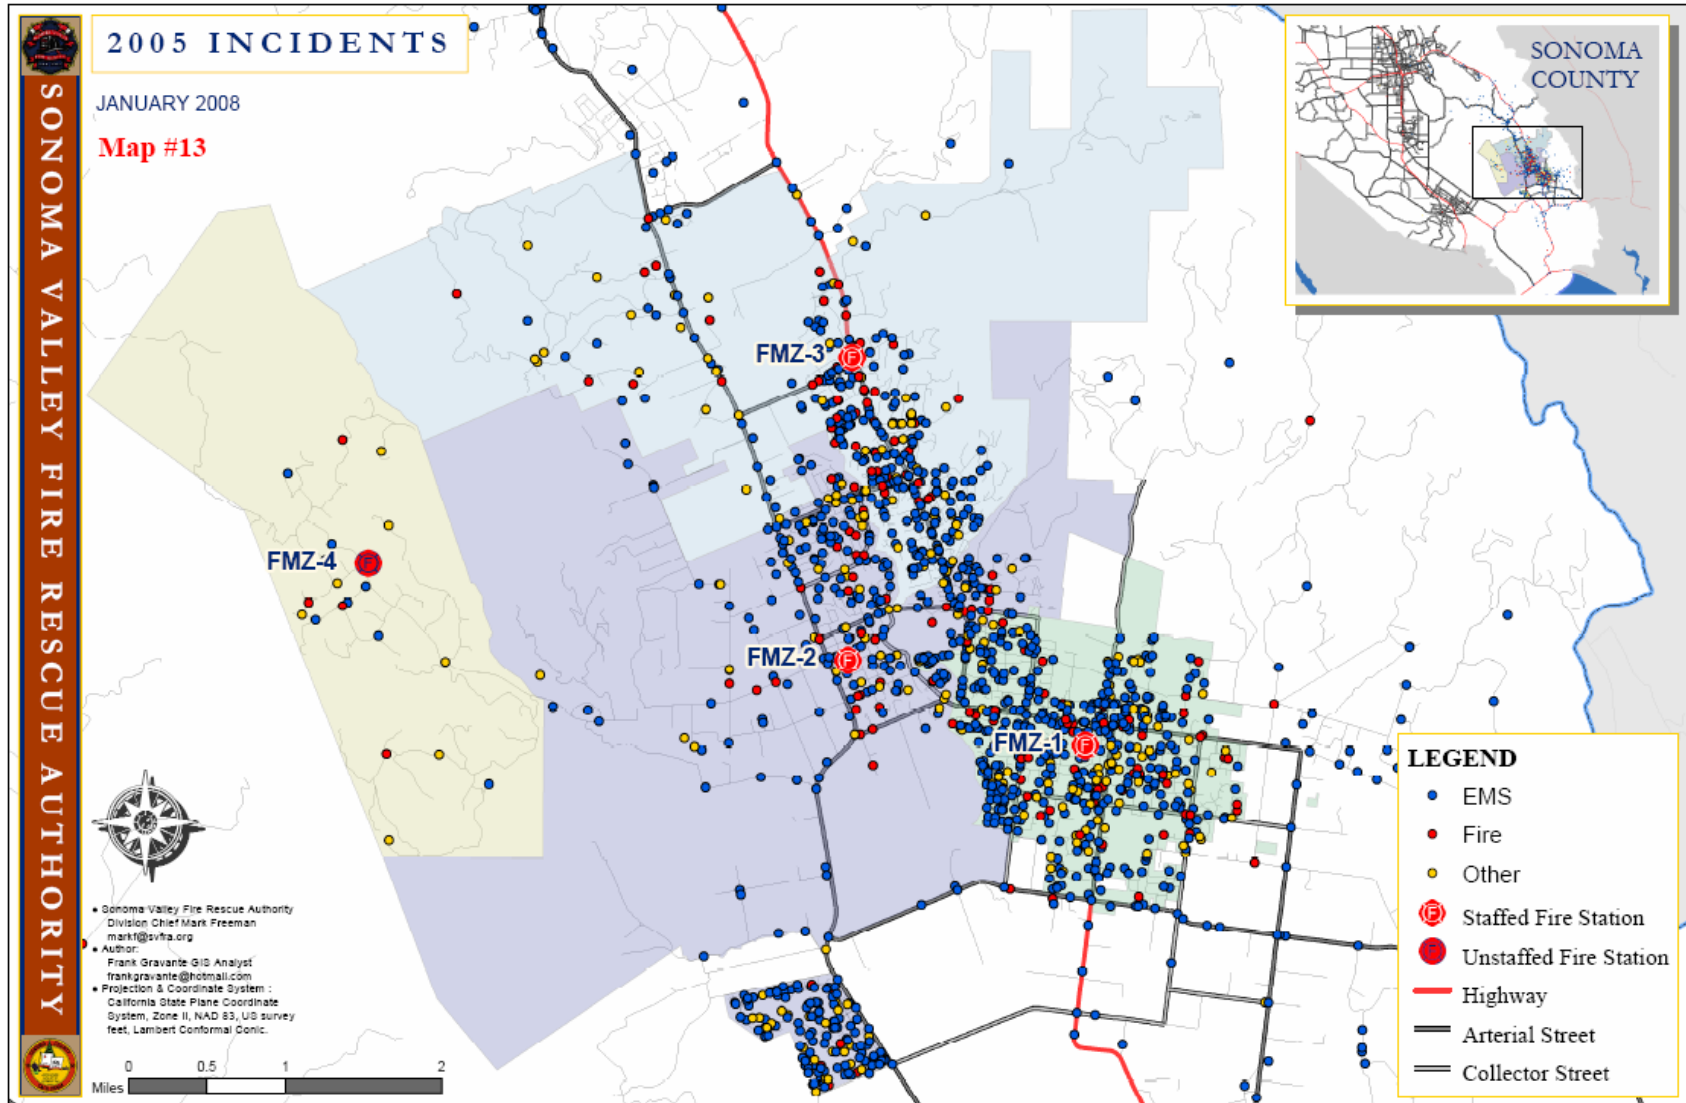 2005 INCIDENTS
JANUARY 2008
Map #13
SONOMA VALLEY FIRE RESCUE AUTHORITY
SONOMA
COUNTY
FMZ-3
FMZ-4
FMZ-2
FMZ-1
• Sonoma Valley Fire Rescue Authority
Division Chief Mark Freeman
markf@svfra.org
• Author:
Frank Gravante GIS Analyst
frankgravante@hotmail.com
• Projection & Coordinate System :
California State Plane Coordinate
System, Zone II, NAD 83, US survey
feet, Lambert Conformal Conic.
0 0.5 1 2
Miles
LEGEND
EMS
Fire
Other
F Staffed Fire Station
F Unstaffed Fire Station
Highway
Arterial Street
Collector Street